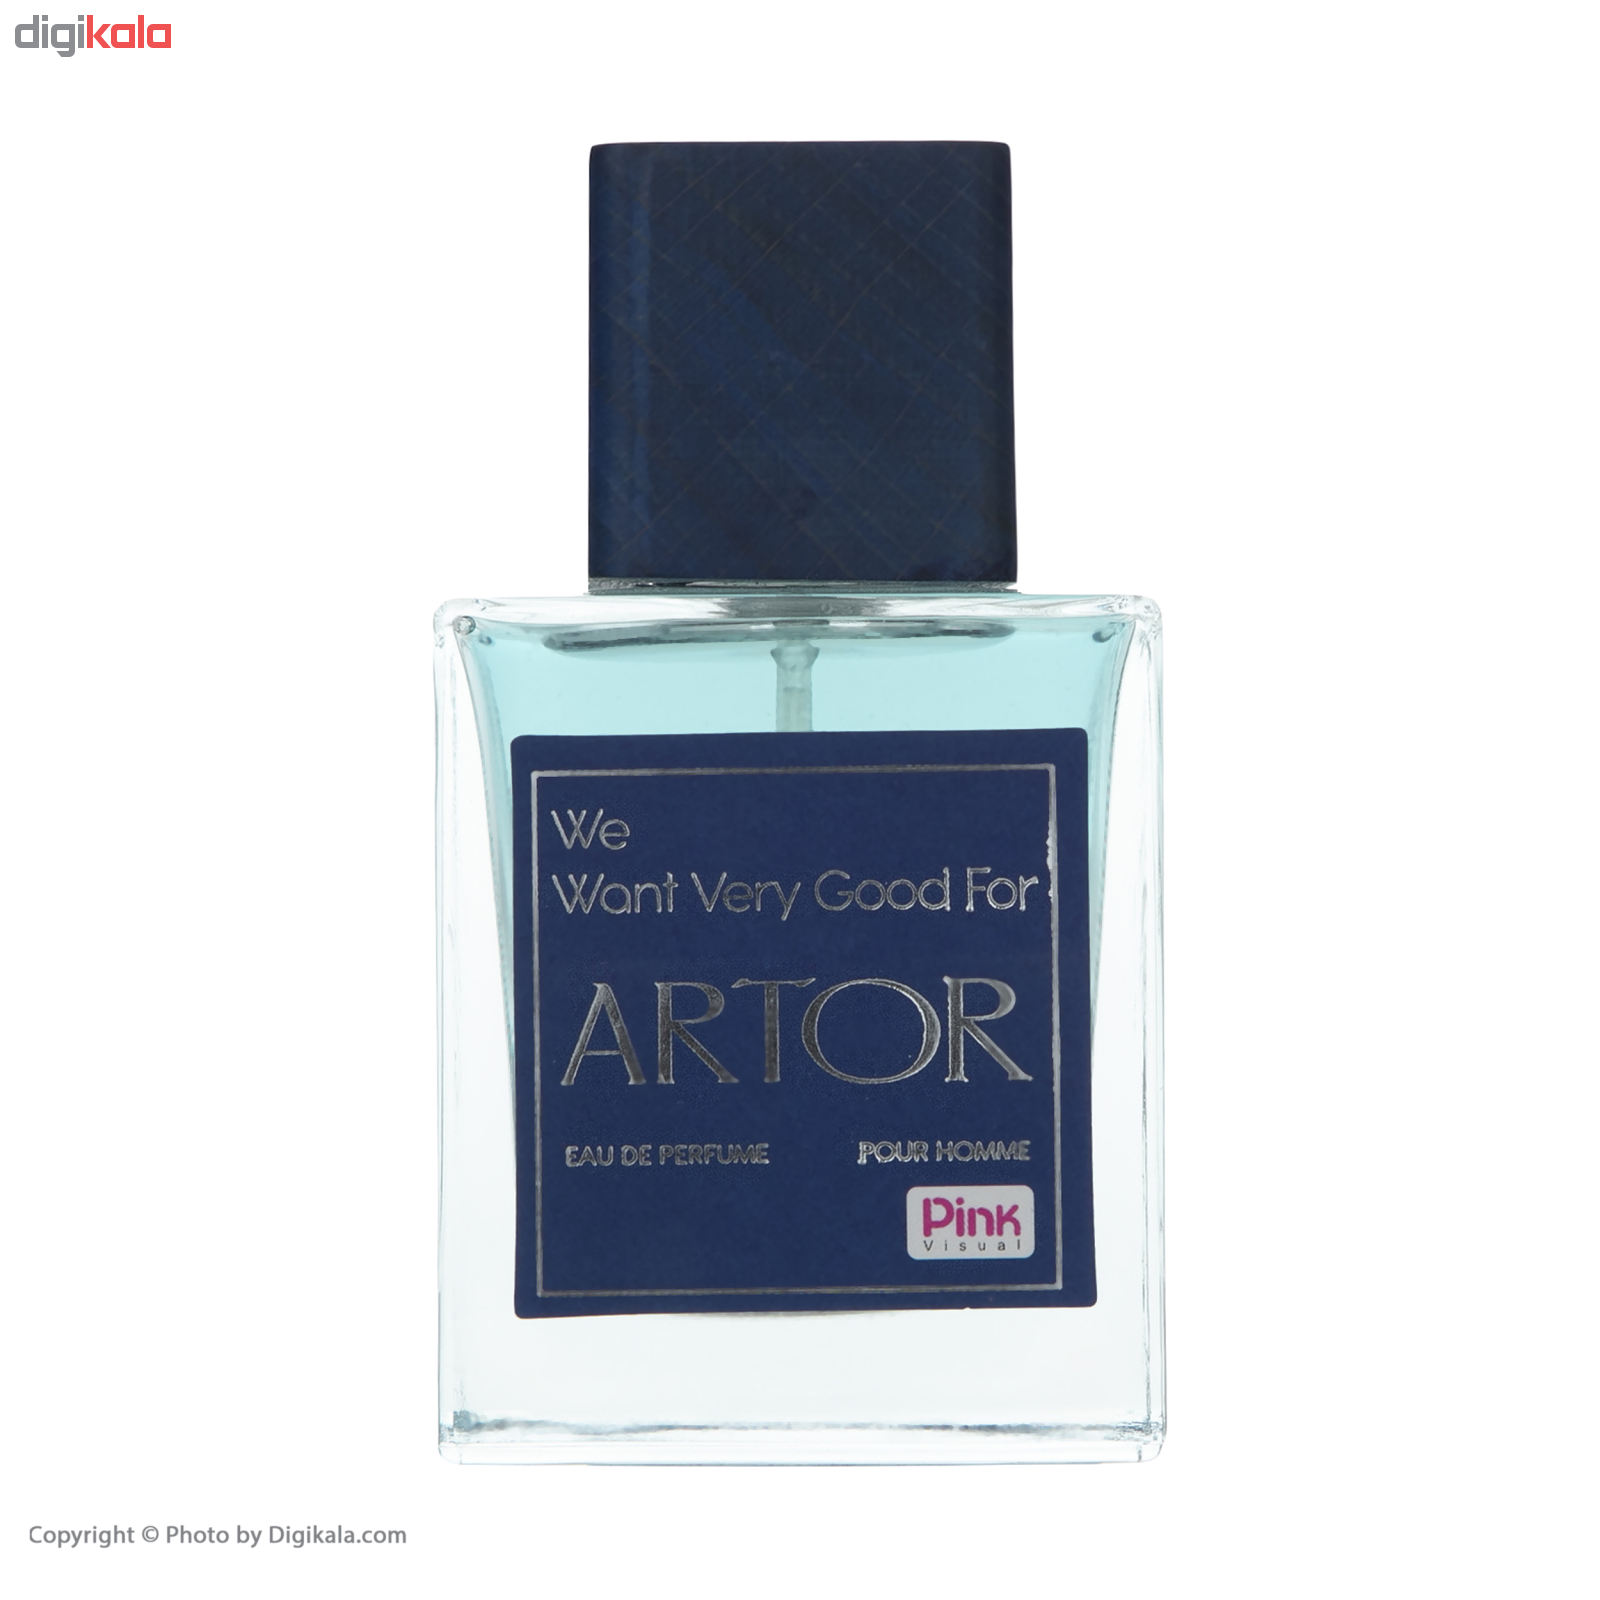 digikala
We
Want Very Good For
ARTOR
EAU DE PERFUME
POUR HOMME
Pink
Visual
Copyright © Photo by Digikala.com